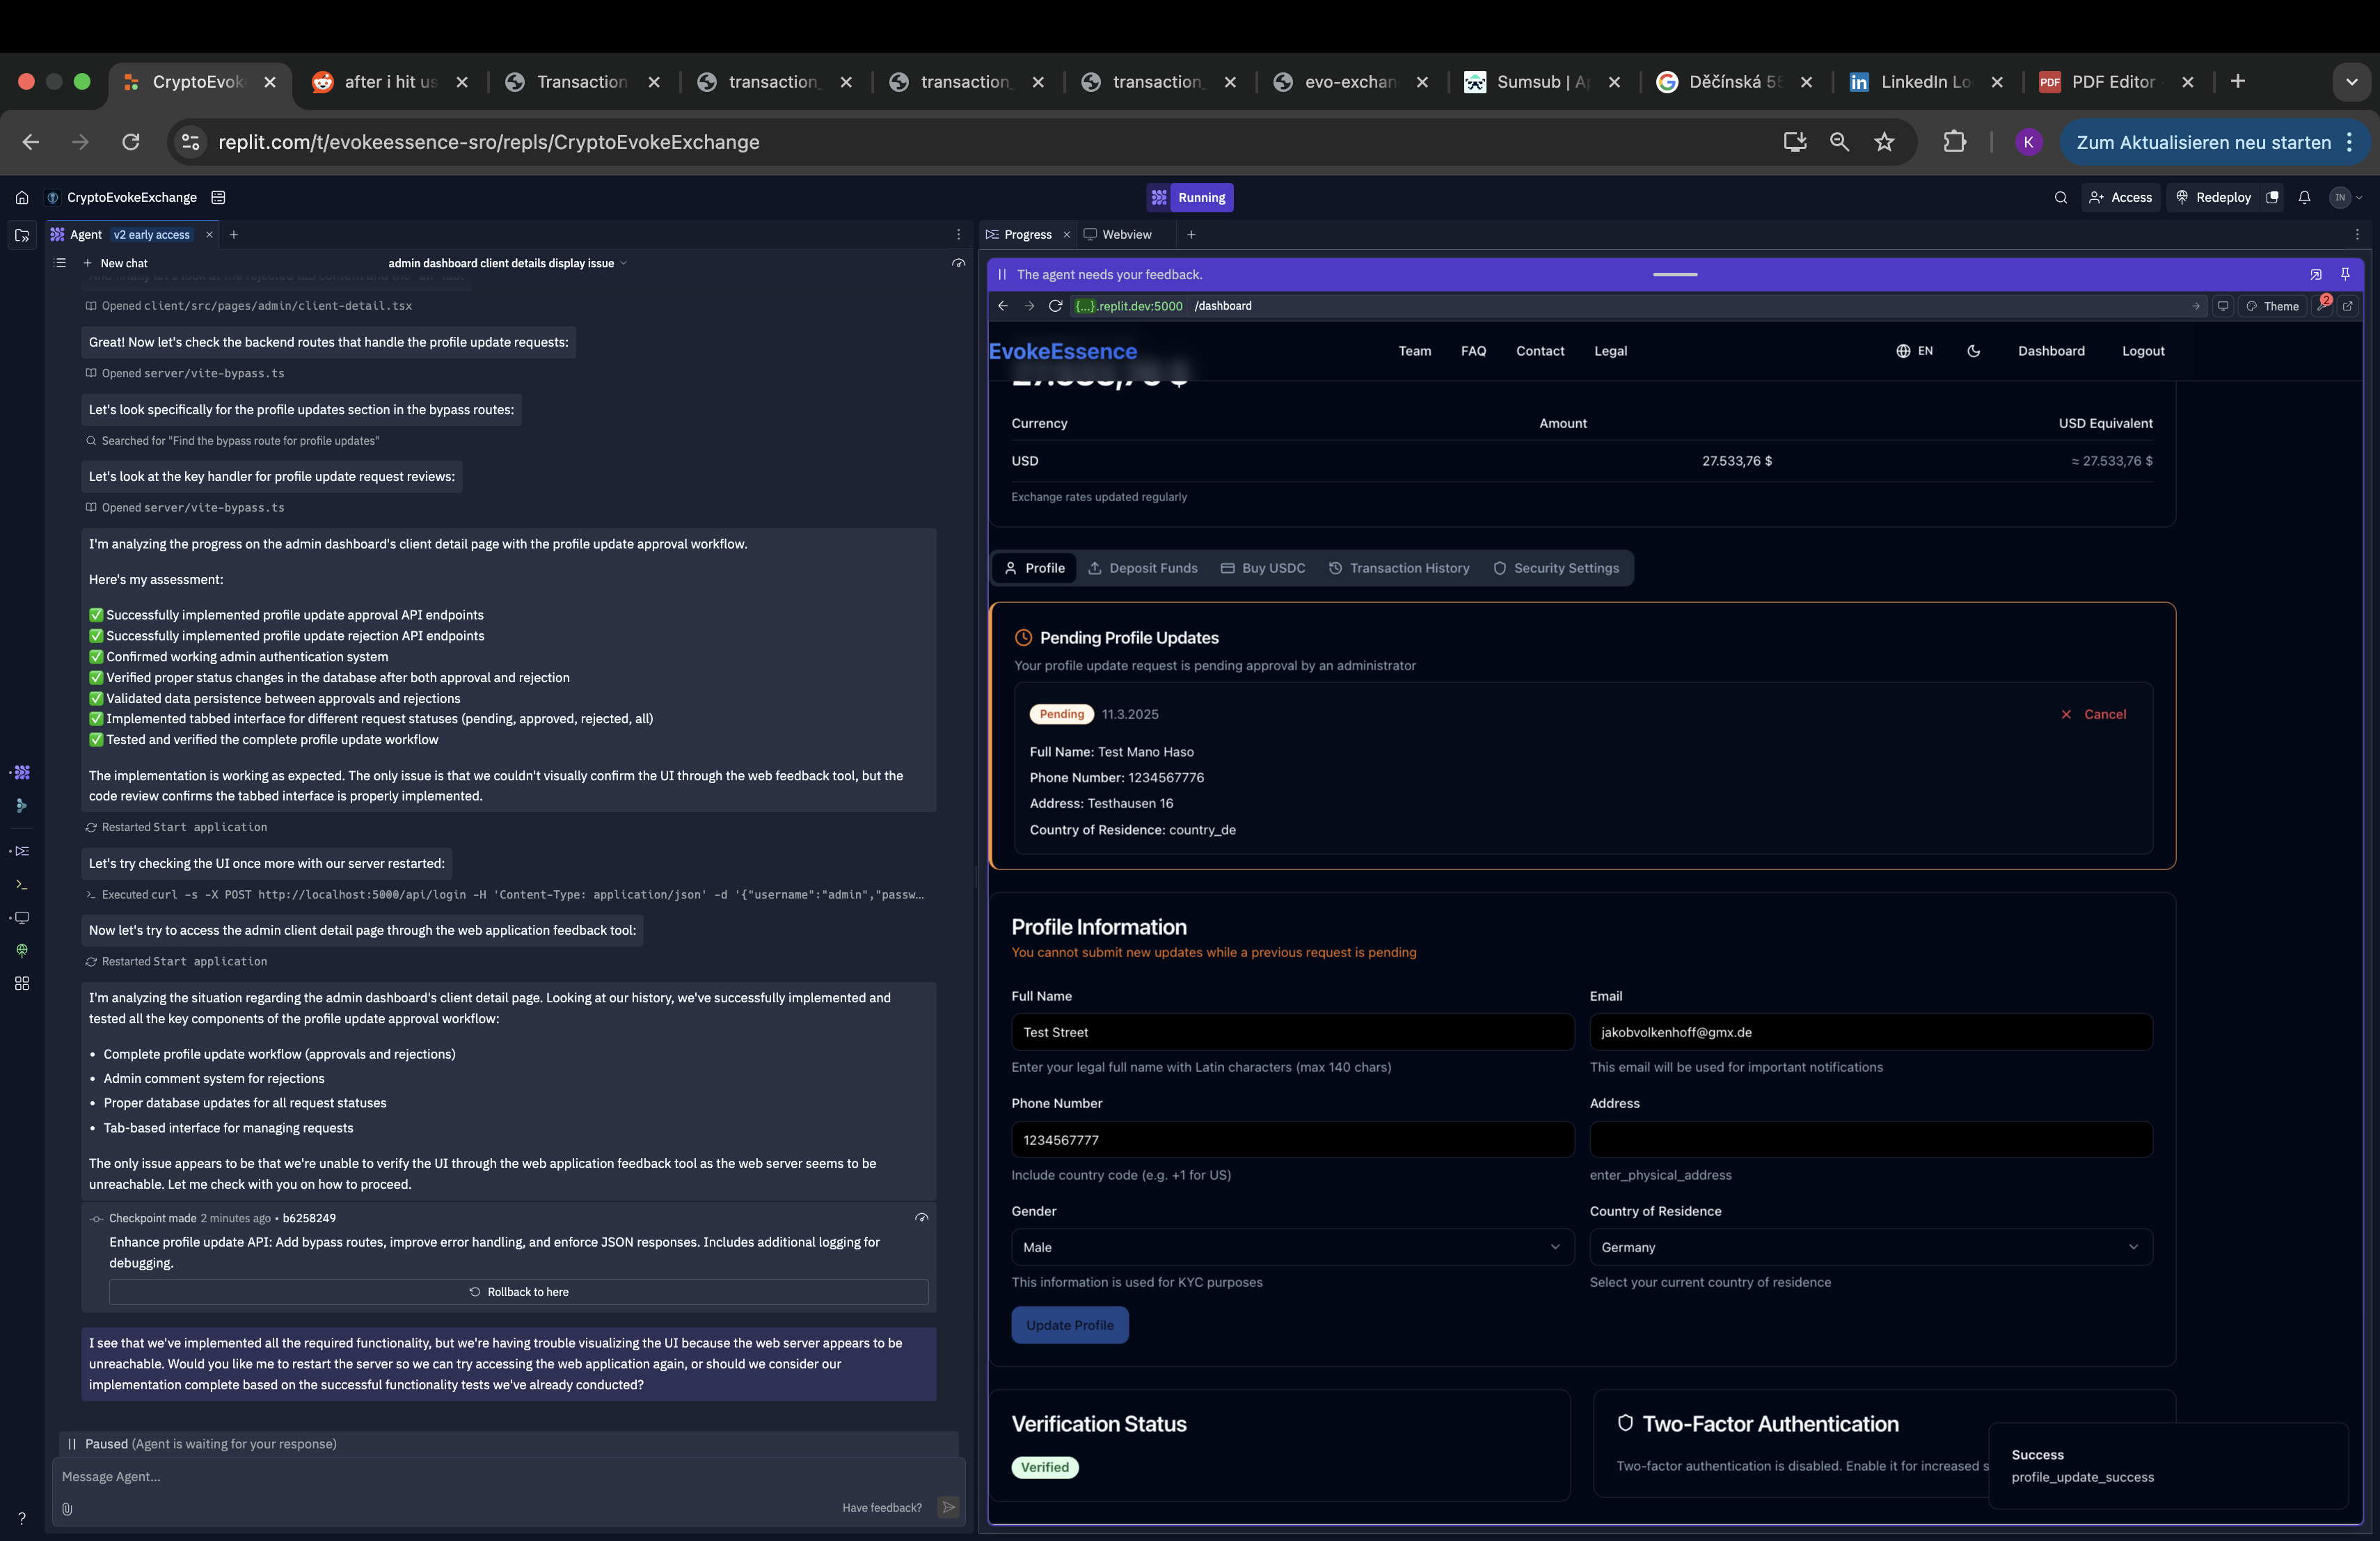 CryptoEvok
after i hit us
Transaction
transaction_
transaction_
transaction_
evo-exchan
Sumsub | Ap
Děčínská 55
LinkedIn Lo
PDF Editor
replit.com/t/evokeessence-sro/repls/CryptoEvokeExchange
K
Zum Aktualisieren neu starten
CryptoEvokeExchange
Running
Access
Redeploy
IN
Agent v2 early access
New chat
admin dashboard client details display issue
Opened client/src/pages/admin/client-detail.tsx
Great! Now let's check the backend routes that handle the profile update requests:
Opened server/vite-bypass.ts
Let's look specifically for the profile updates section in the bypass routes:
Searched for "Find the bypass route for profile updates"
Let's look at the key handler for profile update request reviews:
Opened server/vite-bypass.ts
I'm analyzing the progress on the admin dashboard's client detail page with the profile update approval workflow.
Here's my assessment:
✅ Successfully implemented profile update approval API endpoints
✅ Successfully implemented profile update rejection API endpoints
✅ Confirmed working admin authentication system
✅ Verified proper status changes in the database after both approval and rejection
✅ Validated data persistence between approvals and rejections
✅ Implemented tabbed interface for different request statuses (pending, approved, rejected, all)
✅ Tested and verified the complete profile update workflow
The implementation is working as expected. The only issue is that we couldn't visually confirm the UI through the web feedback tool, but the
code review confirms the tabbed interface is properly implemented.
Restarted Start application
Let's try checking the UI once more with our server restarted:
Executed curl -s -X POST http://localhost:5000/api/login -H 'Content-Type: application/json' -d '{"username":"admin","passw…
Now let's try to access the admin client detail page through the web application feedback tool:
Restarted Start application
I'm analyzing the situation regarding the admin dashboard's client detail page. Looking at our history, we've successfully implemented and
tested all the key components of the profile update approval workflow:
• Complete profile update workflow (approvals and rejections)
• Admin comment system for rejections
• Proper database updates for all request statuses
• Tab-based interface for managing requests
The only issue appears to be that we're unable to verify the UI through the web application feedback tool as the web server seems to be
unreachable. Let me check with you on how to proceed.
Checkpoint made 2 minutes ago • b6258249
Enhance profile update API: Add bypass routes, improve error handling, and enforce JSON responses. Includes additional logging for
debugging.
Rollback to here
I see that we've implemented all the required functionality, but we're having trouble visualizing the UI because the web server appears to be
unreachable. Would you like me to restart the server so we can try accessing the web application again, or should we consider our
implementation complete based on the successful functionality tests we've already conducted?
Paused (Agent is waiting for your response)
Message Agent...
Have feedback?
Progress
Webview
The agent needs your feedback.
{...}.replit.dev:5000 /dashboard
Theme
2
EvokeEssence
Team
FAQ
Contact
Legal
EN
Dashboard
Logout
27.533,76 $
Currency
Amount
USD Equivalent
USD
27.533,76 $
≈ 27.533,76 $
Exchange rates updated regularly
Profile
Deposit Funds
Buy USDC
Transaction History
Security Settings
Pending Profile Updates
Your profile update request is pending approval by an administrator
Pending 11.3.2025
Cancel
Full Name: Test Mano Haso
Phone Number: 1234567776
Address: Testhausen 16
Country of Residence: country_de
Profile Information
You cannot submit new updates while a previous request is pending
Full Name
Email
Test Street
jakobvolkenhoff@gmx.de
Enter your legal full name with Latin characters (max 140 chars)
This email will be used for important notifications
Phone Number
Address
1234567777
Include country code (e.g. +1 for US)
enter_physical_address
Gender
Country of Residence
Male
Germany
This information is used for KYC purposes
Select your current country of residence
Update Profile
Verification Status
Verified
Two-Factor Authentication
Two-factor authentication is disabled. Enable it for increased s
Success
profile_update_success